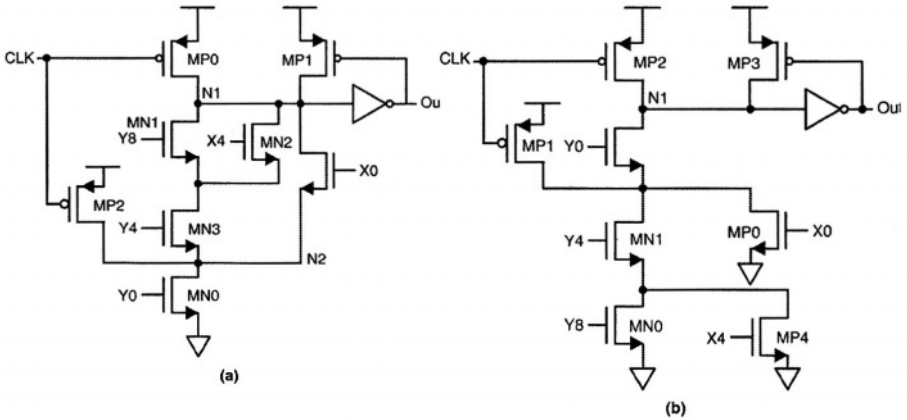 CLK
MP0
MP1
N1
Ou
MN1
Y8
X4
MN2
X0
MP2
Y4
MN3
N2
Y0
MN0
(a)
CLK
MP2
MP3
N1
Out
MP1
Y0
Y4
MN1
MP0
X0
Y8
MN0
X4
MP4
(b)